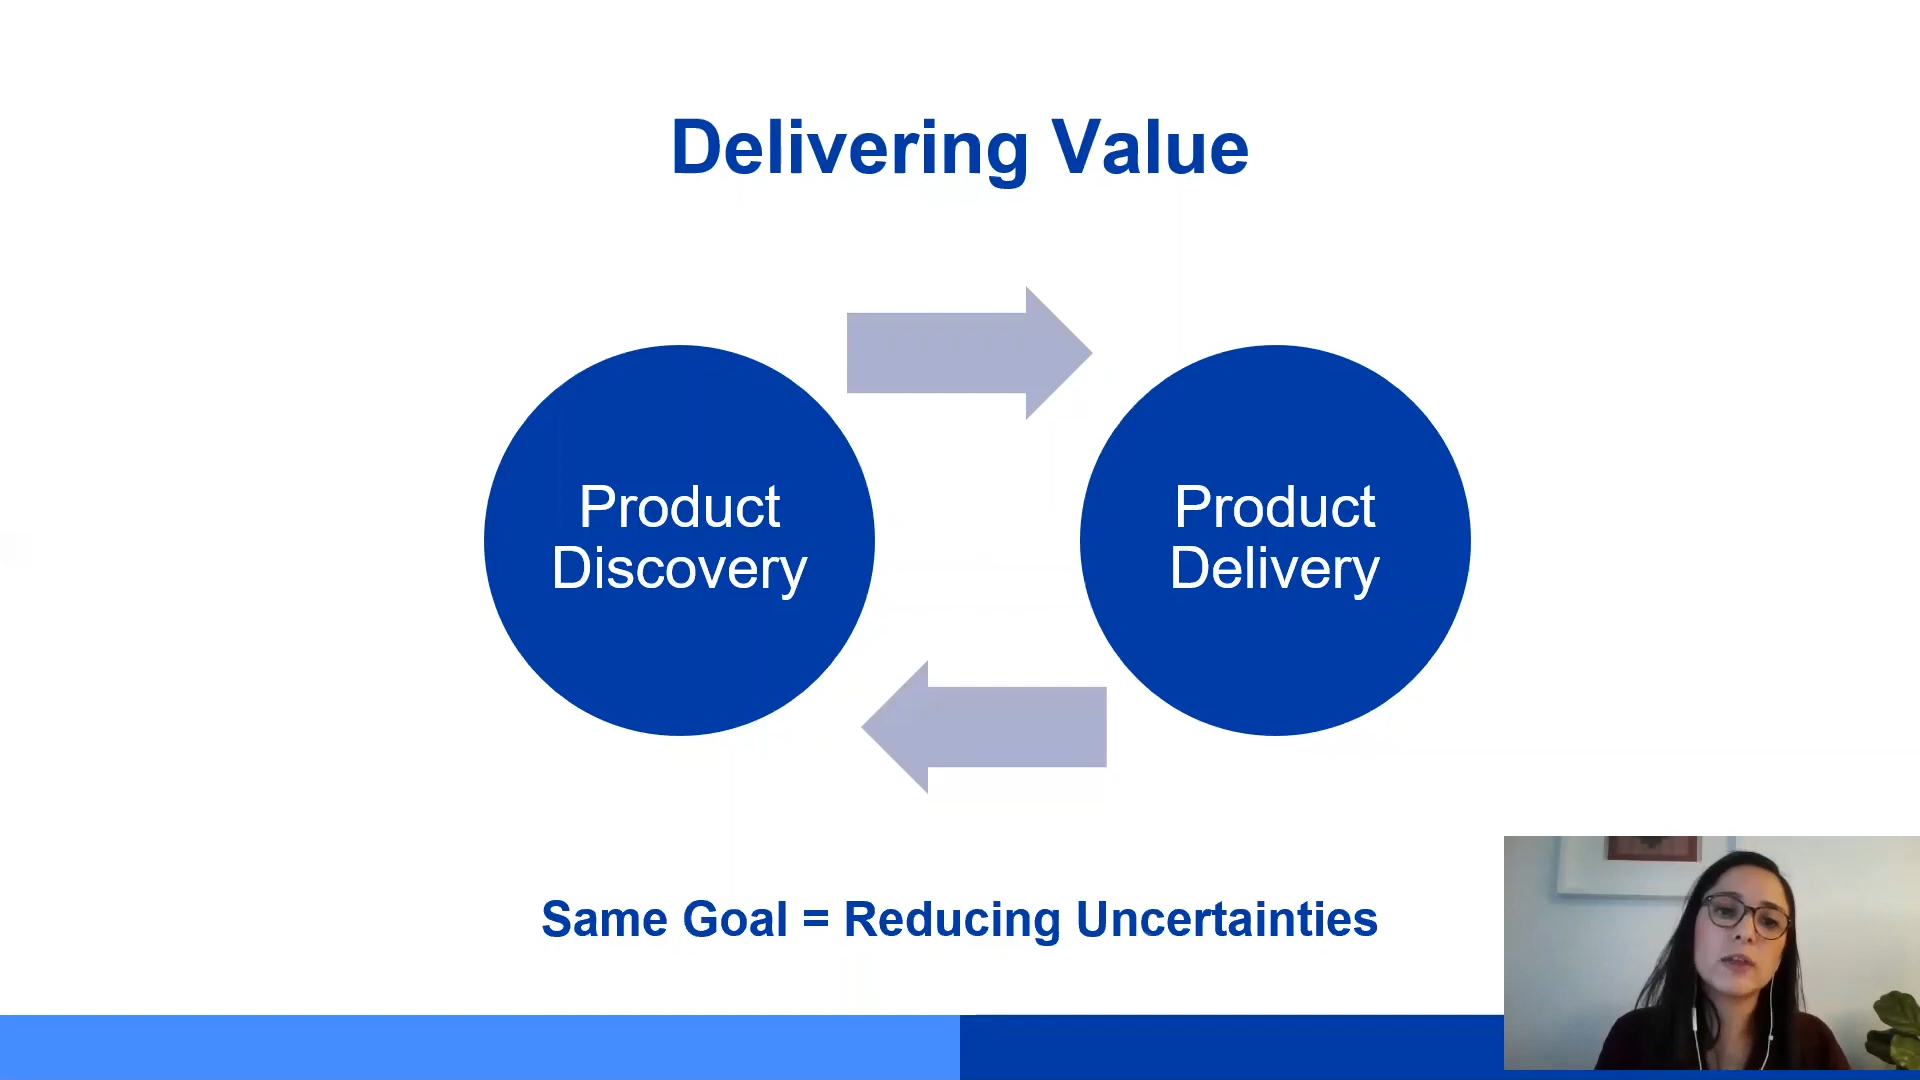 Delivering Value
Product
Discovery
Product
Delivery
Same Goal = Reducing Uncertainties